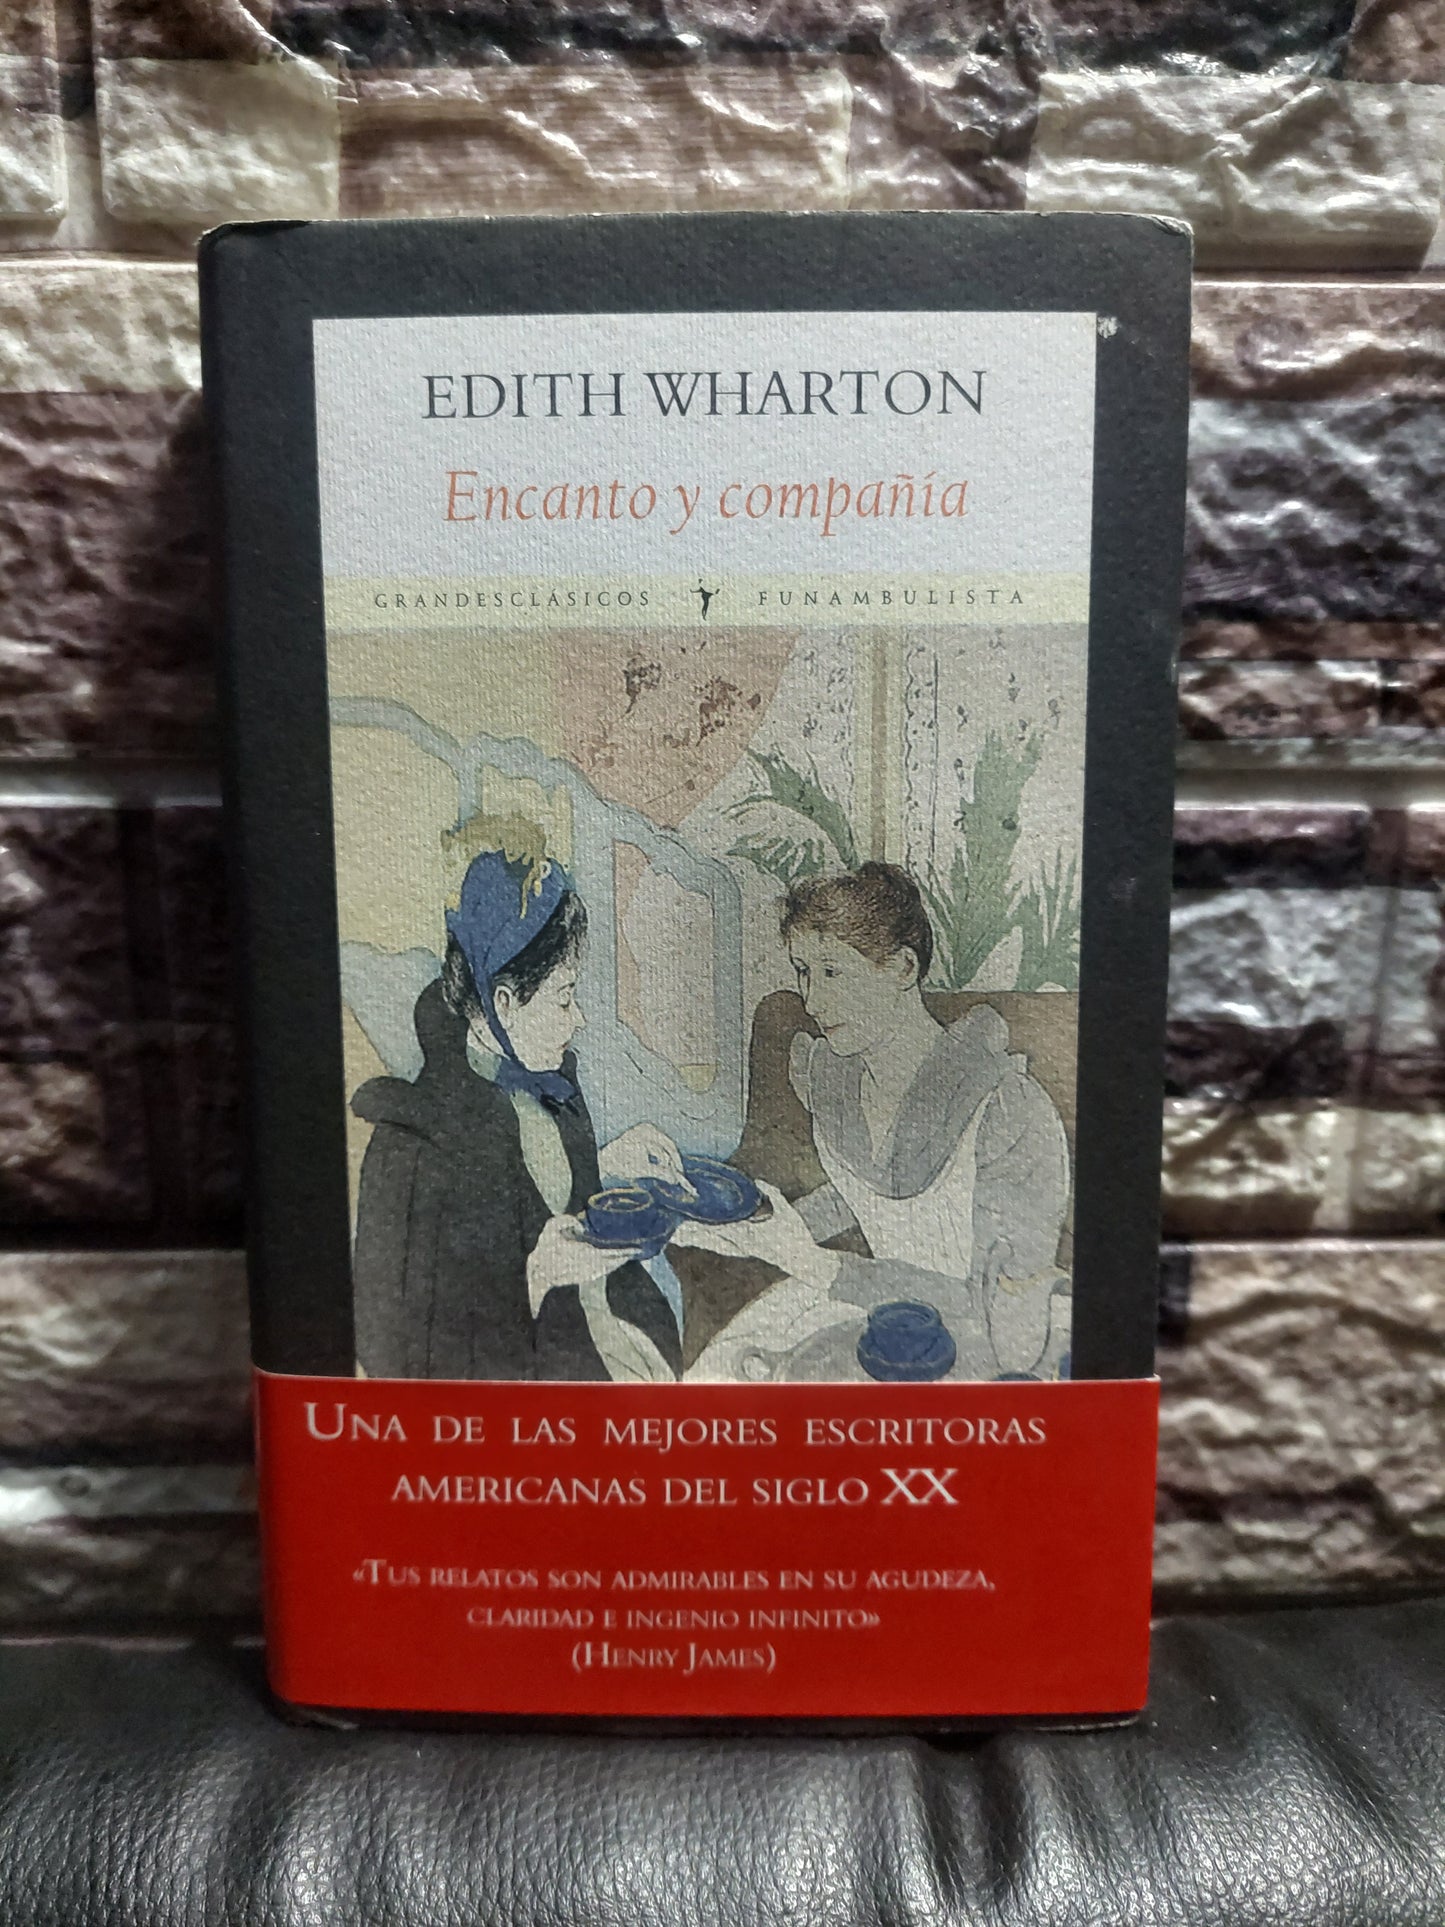 EDITH WHARTON
Encanto y compañía
GRANDESCLÁSICOS FUNAMBULISTA
UNA DE LAS MEJORES ESCRITORAS
AMERICANAS DEL SIGLO XX
«TUS RELATOS SON ADMIRABLES EN SU AGUDEZA,
CLARIDAD E INGENIO INFINITO»
(HENRY JAMES)